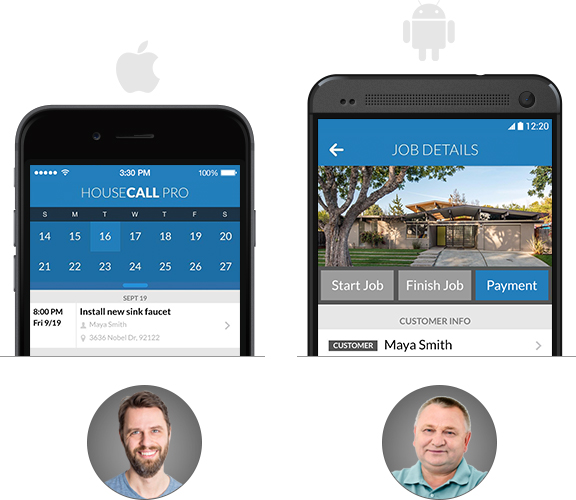 3:30 PM
100%
HOUSECALL PRO
S M T W T F S
14 15 16 17 18 19 20
21 22 23 24 25 26 27
SEPT 19
8:00 PM
Fri 9/19
Install new sink faucet
Maya Smith
3636 Nobel Dr, 92122
12:20
JOB DETAILS
Start Job
Finish Job
Payment
CUSTOMER INFO
CUSTOMER
Maya Smith